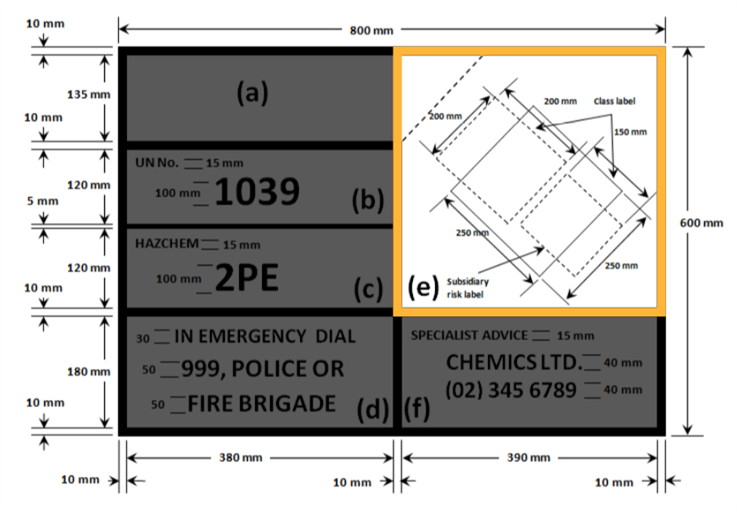 10 mm
800 mm
135 mm
(a)
10 mm
UN No. 15 mm
120 mm
100 mm 1039 (b)
5 mm
HAZCHEM 15 mm
120 mm
100 mm 2PE (c)
10 mm
200 mm
200 mm
Class label
150 mm
250 mm
250 mm
(e) Subsidiary
risk label
600 mm
30 IN EMERGENCY DIAL
180 mm
50 999, POLICE OR
50 FIRE BRIGADE (d)
10 mm
SPECIALIST ADVICE 15 mm
CHEMICS LTD. 40 mm
(02) 345 6789 40 mm
(f)
380 mm
390 mm
10 mm
10 mm
10 mm